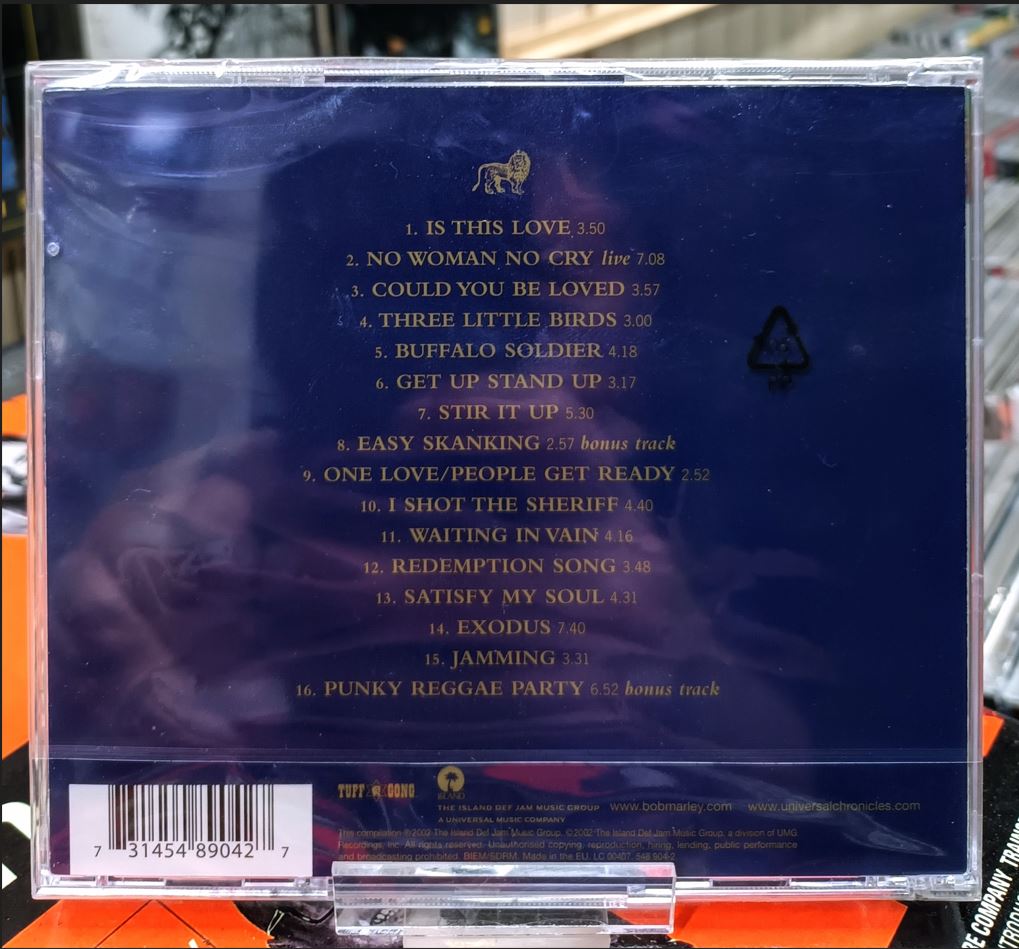 1. IS THIS LOVE 3.50
2. NO WOMAN NO CRY live 7.08
3. COULD YOU BE LOVED 3.57
4. THREE LITTLE BIRDS 3.00
5. BUFFALO SOLDIER 4.18
6. GET UP STAND UP 3.17
7. STIR IT UP 5.30
8. EASY SKANKING 2.57 bonus track
9. ONE LOVE/PEOPLE GET READY 2.52
10. I SHOT THE SHERIFF 4.40
11. WAITING IN VAIN 4.16
12. REDEMPTION SONG 3.48
13. SATISFY MY SOUL 4.31
14. EXODUS 7.40
15. JAMMING 3.31
16. PUNKY REGGAE PARTY 6.52 bonus track
TUFF GONG
ISLAND
THE ISLAND DEF JAM MUSIC GROUP www.bobmarley.com www.universalchronicles.com
A UNIVERSAL MUSIC COMPANY
This compilation ℗2002 The Island Def Jam Music Group. ©2002 The Island Def Jam Music Group, a division of UMG
Recordings, Inc. All rights reserved. Unauthorised copying, reproduction, hiring, lending, public performance
and broadcasting prohibited. BIEM/SDRM. Made in the EU. LC 00407. 548 904-2
7 31454 89042 7
E COMPANY TRAN